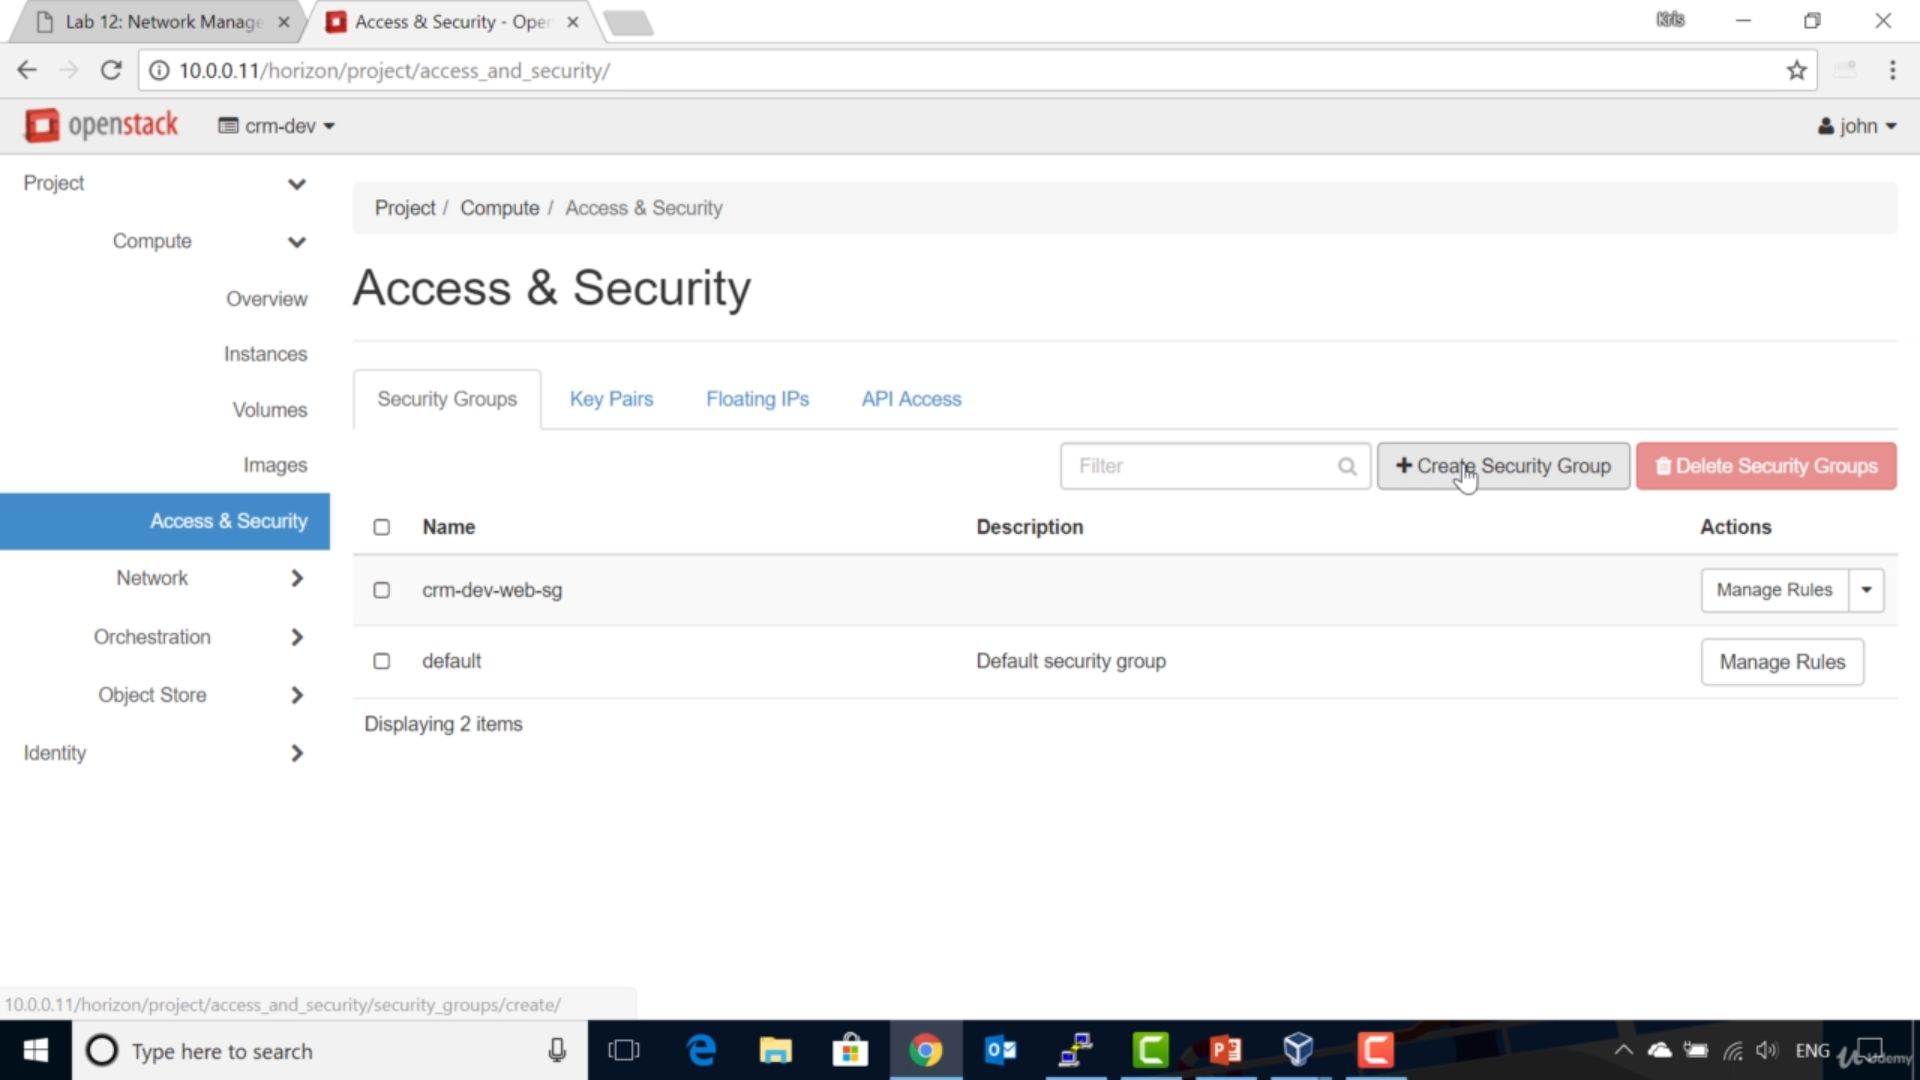 Lab 12: Network Manage
Access & Security - Oper
Kris
10.0.0.11/horizon/project/access_and_security/
openstack
crm-dev
john
Project
Project / Compute / Access & Security
Compute
Access & Security
Overview
Instances
Security Groups Key Pairs Floating IPs API Access
Volumes
Images
Filter
Create Security Group
Delete Security Groups
Access & Security
Name Description Actions
Network
crm-dev-web-sg Manage Rules
Orchestration
default Default security group Manage Rules
Object Store
Displaying 2 items
Identity
10.0.0.11/horizon/project/access_and_security/security_groups/create/
Type here to search
ENG
Udemy